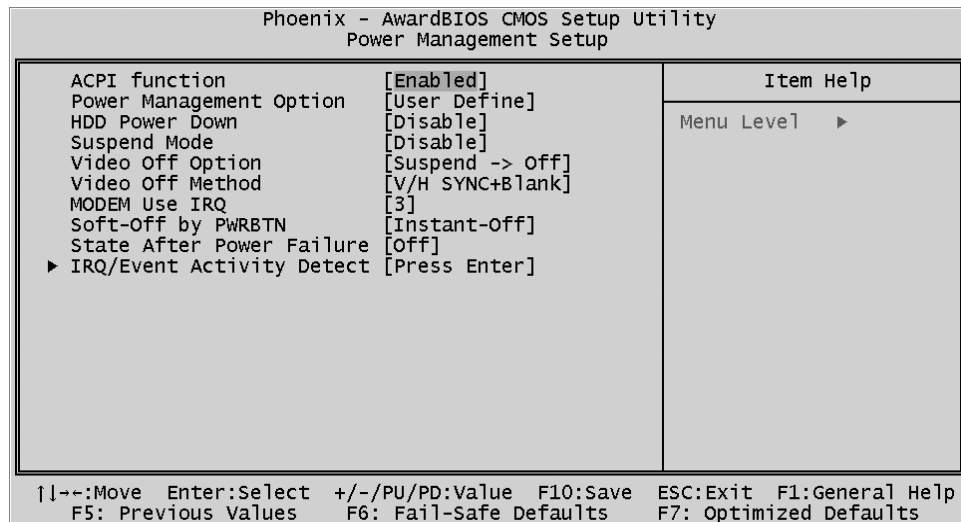 Phoenix - AwardBIOS CMOS Setup Utility
Power Management Setup
ACPI function [Enabled]
Power Management Option [User Define]
HDD Power Down [Disable]
Suspend Mode [Disable]
Video Off Option [Suspend -> Off]
Video Off Method [V/H SYNC+Blank]
MODEM Use IRQ [3]
Soft-Off by PWRBTN [Instant-Off]
State After Power Failure [Off]
▶ IRQ/Event Activity Detect [Press Enter]
Item Help
Menu Level ▶
↑↓→←:Move Enter:Select +/-/PU/PD:Value F10:Save ESC:Exit F1:General Help
F5: Previous Values F6: Fail-Safe Defaults F7: Optimized Defaults